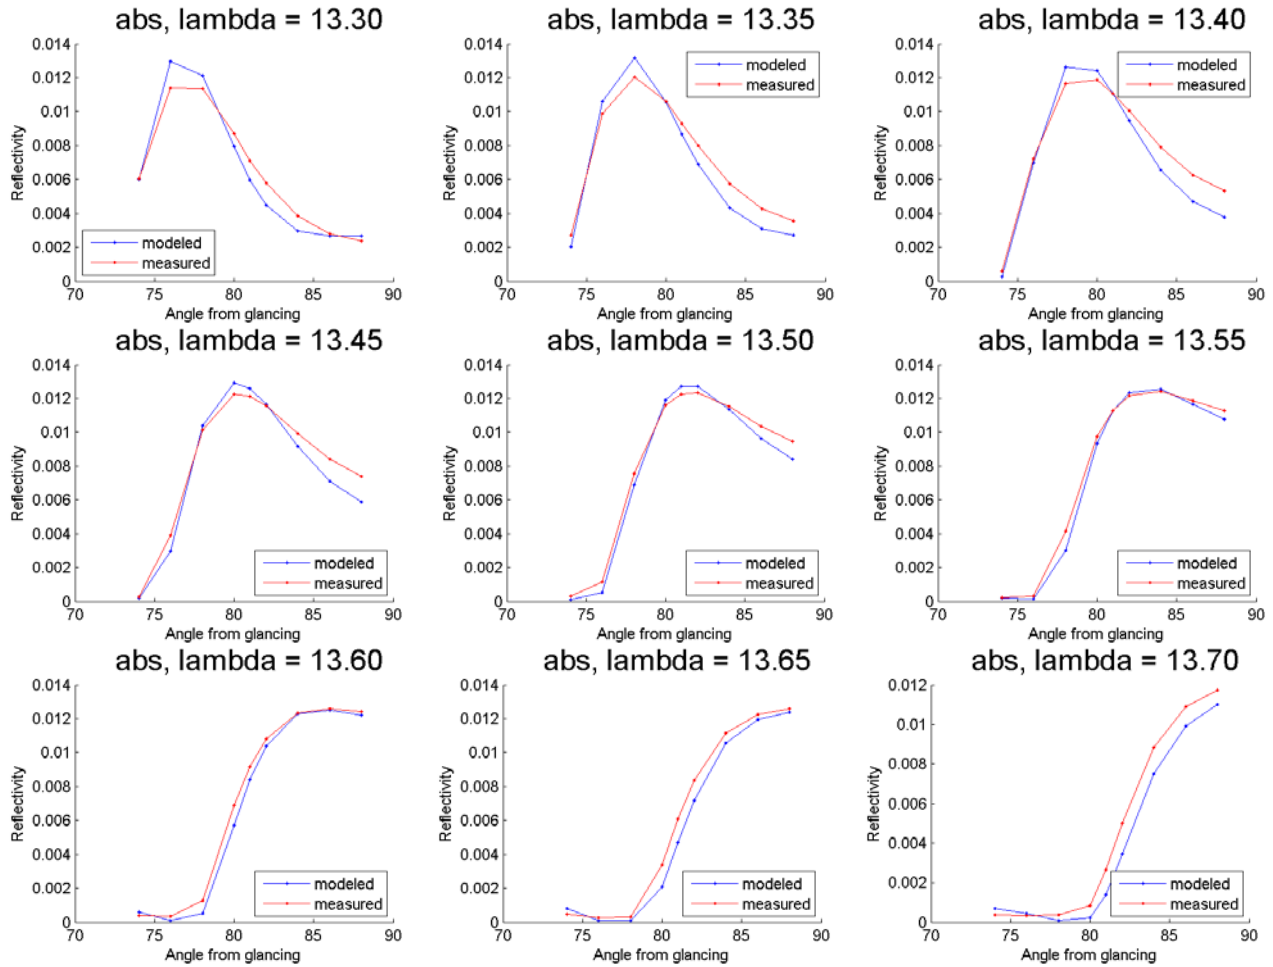 abs, lambda = 13.30
0.014
0.012
0.01
0.008
0.006
0.004
0.002
0
Reflectivity
modeled
measured
70 75 80 85 90
Angle from glancing
abs, lambda = 13.35
0.014
0.012
0.01
0.008
0.006
0.004
0.002
0
Reflectivity
modeled
measured
70 75 80 85 90
Angle from glancing
abs, lambda = 13.40
0.014
0.012
0.01
0.008
0.006
0.004
0.002
0
Reflectivity
modeled
measured
70 75 80 85 90
Angle from glancing
abs, lambda = 13.45
0.014
0.012
0.01
0.008
0.006
0.004
0.002
0
Reflectivity
modeled
measured
70 75 80 85 90
Angle from glancing
abs, lambda = 13.50
0.014
0.012
0.01
0.008
0.006
0.004
0.002
0
Reflectivity
modeled
measured
70 75 80 85 90
Angle from glancing
abs, lambda = 13.55
0.014
0.012
0.01
0.008
0.006
0.004
0.002
0
Reflectivity
modeled
measured
70 75 80 85 90
Angle from glancing
abs, lambda = 13.60
0.014
0.012
0.01
0.008
0.006
0.004
0.002
0
Reflectivity
modeled
measured
70 75 80 85 90
Angle from glancing
abs, lambda = 13.65
0.014
0.012
0.01
0.008
0.006
0.004
0.002
0
Reflectivity
modeled
measured
70 75 80 85 90
Angle from glancing
abs, lambda = 13.70
0.012
0.01
0.008
0.006
0.004
0.002
0
Reflectivity
modeled
measured
70 75 80 85 90
Angle from glancing